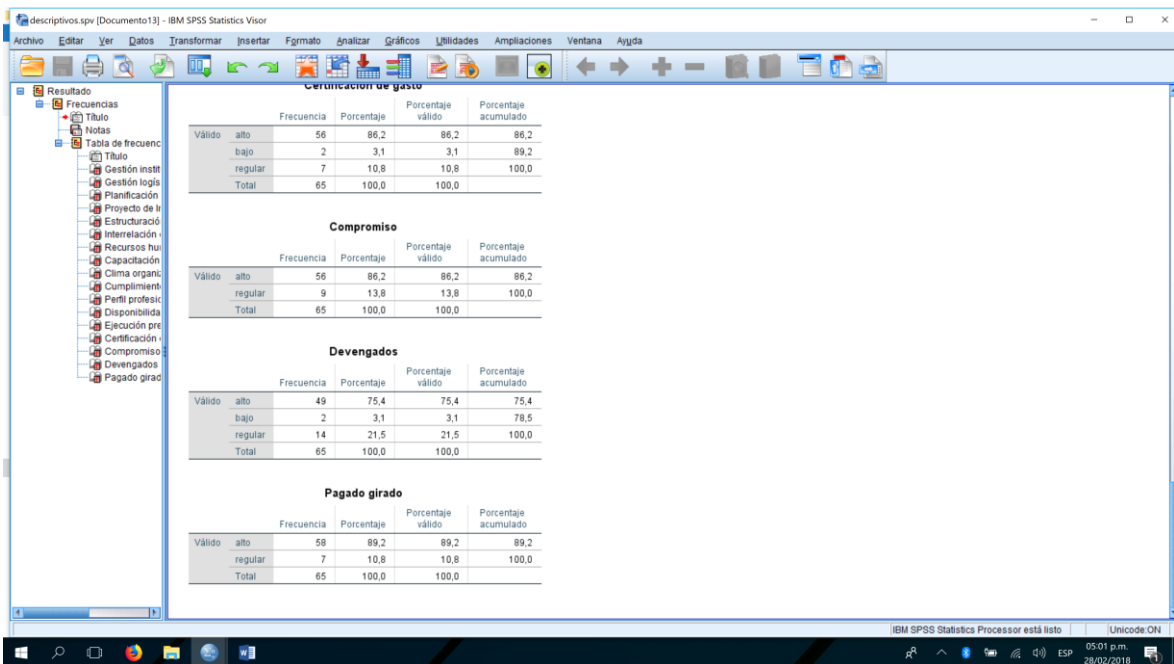 descriptivos.spv [Documento13] - IBM SPSS Statistics Visor
Archivo Editar Ver Datos Transformar Insertar Formato Analizar Gráficos Utilidades Ampliaciones Ventana Ayuda
Resultado
Frecuencias
Título
Notas
Tabla de frecuenc
Título
Gestión instit
Gestión logís
Planificación
Proyecto de In
Estructuració
Interrelación
Recursos hu
Capacitación
Clima organiz
Cumplimient
Perfil profesio
Disponibilida
Ejecución pre
Certificación
Compromiso
Devengados
Pagado girad
Certificación de gasto
Frecuencia Porcentaje Porcentaje válido Porcentaje acumulado
Válido alto 56 86,2 86,2 86,2
bajo 2 3,1 3,1 89,2
regular 7 10,8 10,8 100,0
Total 65 100,0 100,0
Compromiso
Frecuencia Porcentaje Porcentaje válido Porcentaje acumulado
Válido alto 56 86,2 86,2 86,2
regular 9 13,8 13,8 100,0
Total 65 100,0 100,0
Devengados
Frecuencia Porcentaje Porcentaje válido Porcentaje acumulado
Válido alto 49 75,4 75,4 75,4
bajo 2 3,1 3,1 78,5
regular 14 21,5 21,5 100,0
Total 65 100,0 100,0
Pagado girado
Frecuencia Porcentaje Porcentaje válido Porcentaje acumulado
Válido alto 58 89,2 89,2 89,2
regular 7 10,8 10,8 100,0
Total 65 100,0 100,0
IBM SPSS Statistics Processor está listo Unicode:ON
ESP 05:01 p.m.
28/02/2018